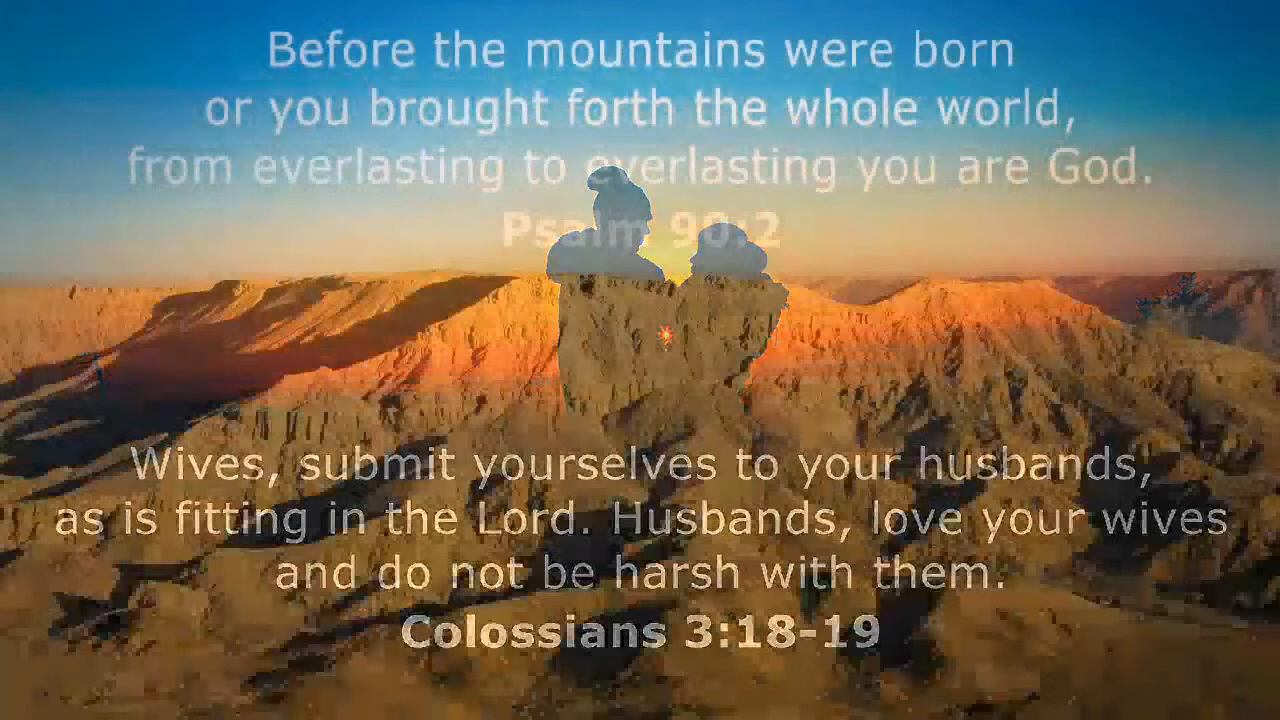 Before the mountains were born
or you brought forth the whole world,
from everlasting to everlasting you are God.
Psalm 90:2
Wives, submit yourselves to your husbands,
as is fitting in the Lord. Husbands, love your wives
and do not be harsh with them.
Colossians 3:18-19